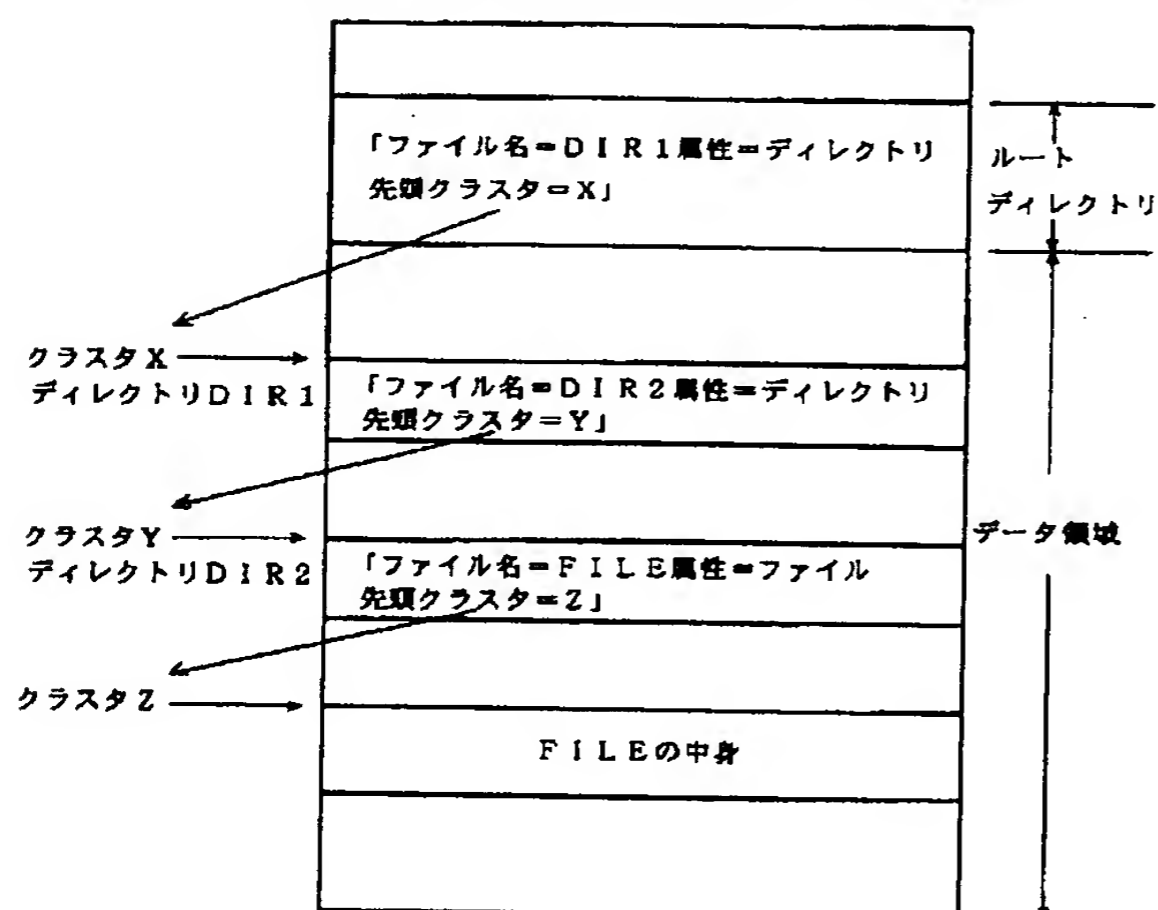 「ファイル名=DIR1属性=ディレクトリ
先頭クラスタ=X」
ルート
ディレクトリ
クラスタX
ディレクトリDIR1
「ファイル名=DIR2属性=ディレクトリ
先頭クラスタ=Y」
クラスタY
ディレクトリDIR2
「ファイル名=FILE属性=ファイル
先頭クラスタ=Z」
データ領域
クラスタZ
FILEの中身